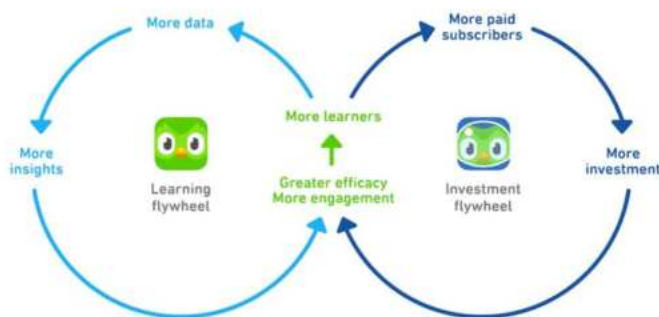 More data
More
insights
Learning
flywheel
More learners
Greater efficacy
More engagement
More paid
subscribers
More
investment
Investment
flywheel